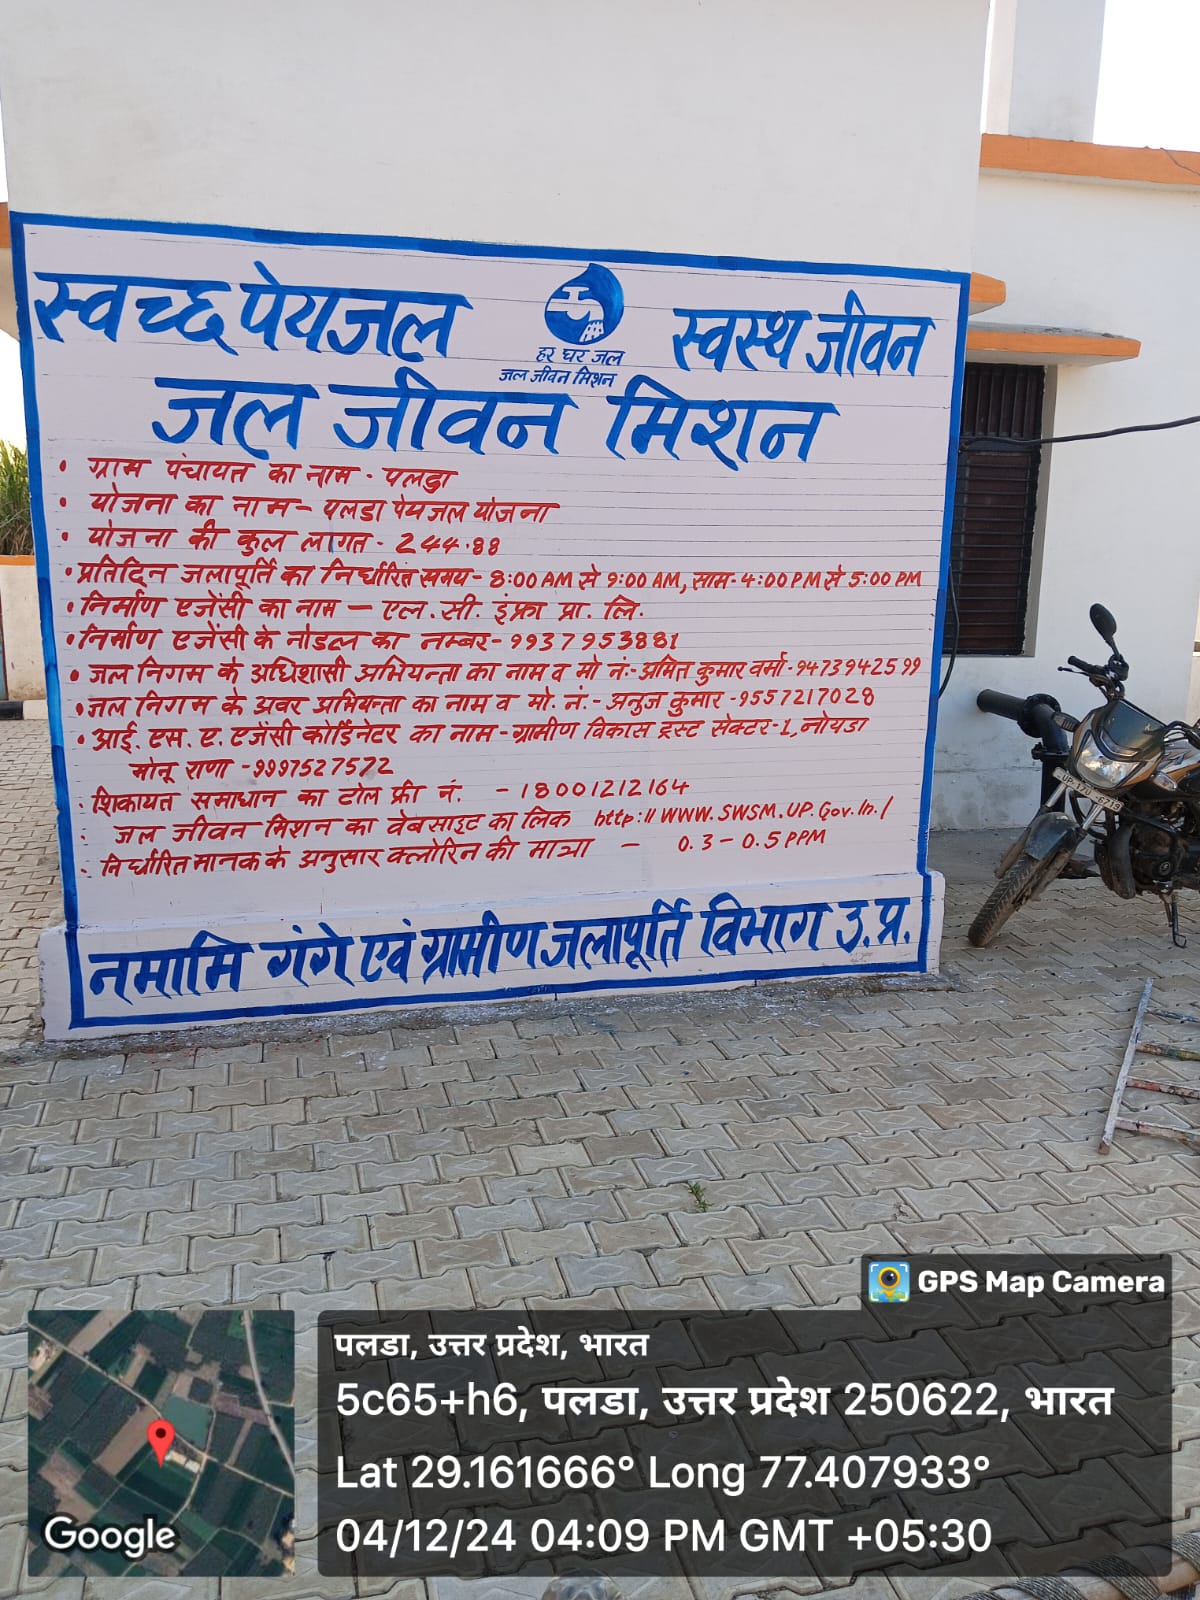 स्वच्छ पेयजल
हर घर जल
जल जीवन मिशन
स्वस्थ जीवन
जल जीवन मिशन
• ग्राम पंचायत का नाम - पलड़ा
• योजना का नाम - पलडा पेयजल योजना
• योजना की कुल लागत - 244.88
• प्रतिदिन जलापूर्ति का निर्धारित समय - 8:00 AM से 9:00 AM, साम - 4:00 PM से 5:00 PM
• निर्माण एजेंसी का नाम – एल. सी. इंफ्रा प्रा. लि.
• निर्माण एजेंसी के नोडल का नम्बर - 9937953881
• जल निगम के अधिशासी अभियन्ता का नाम व मो नं:- अमित कुमार वर्मा - 9473942599
• जल निगम के अवर अभियन्ता का नाम व मो. नं.- अनुज कुमार - 9557217028
• आई. एस. ए. एजेंसी कोर्डिनेटर का नाम - ग्रामीण विकास ट्रस्ट सेक्टर-1, नोयडा
मोनू राणा - 9997527572
: शिकायत समाधान का टोल फ्री नं. - 18001212164
: जल जीवन मिशन का वेबसाइट का लिंक http://WWW.SWSM.UP.Gov.In./
: निर्धारित मानक के अनुसार क्लोरिन की मात्रा – 0.3 – 0.5 PPM
नमामि गंगे एवं ग्रामीण जलापूर्ति विभाग उ. प्र.
GPS Map Camera
पलडा, उत्तर प्रदेश, भारत
5c65+h6, पलडा, उत्तर प्रदेश 250622, भारत
Lat 29.161666° Long 77.407933°
04/12/24 04:09 PM GMT +05:30
Google